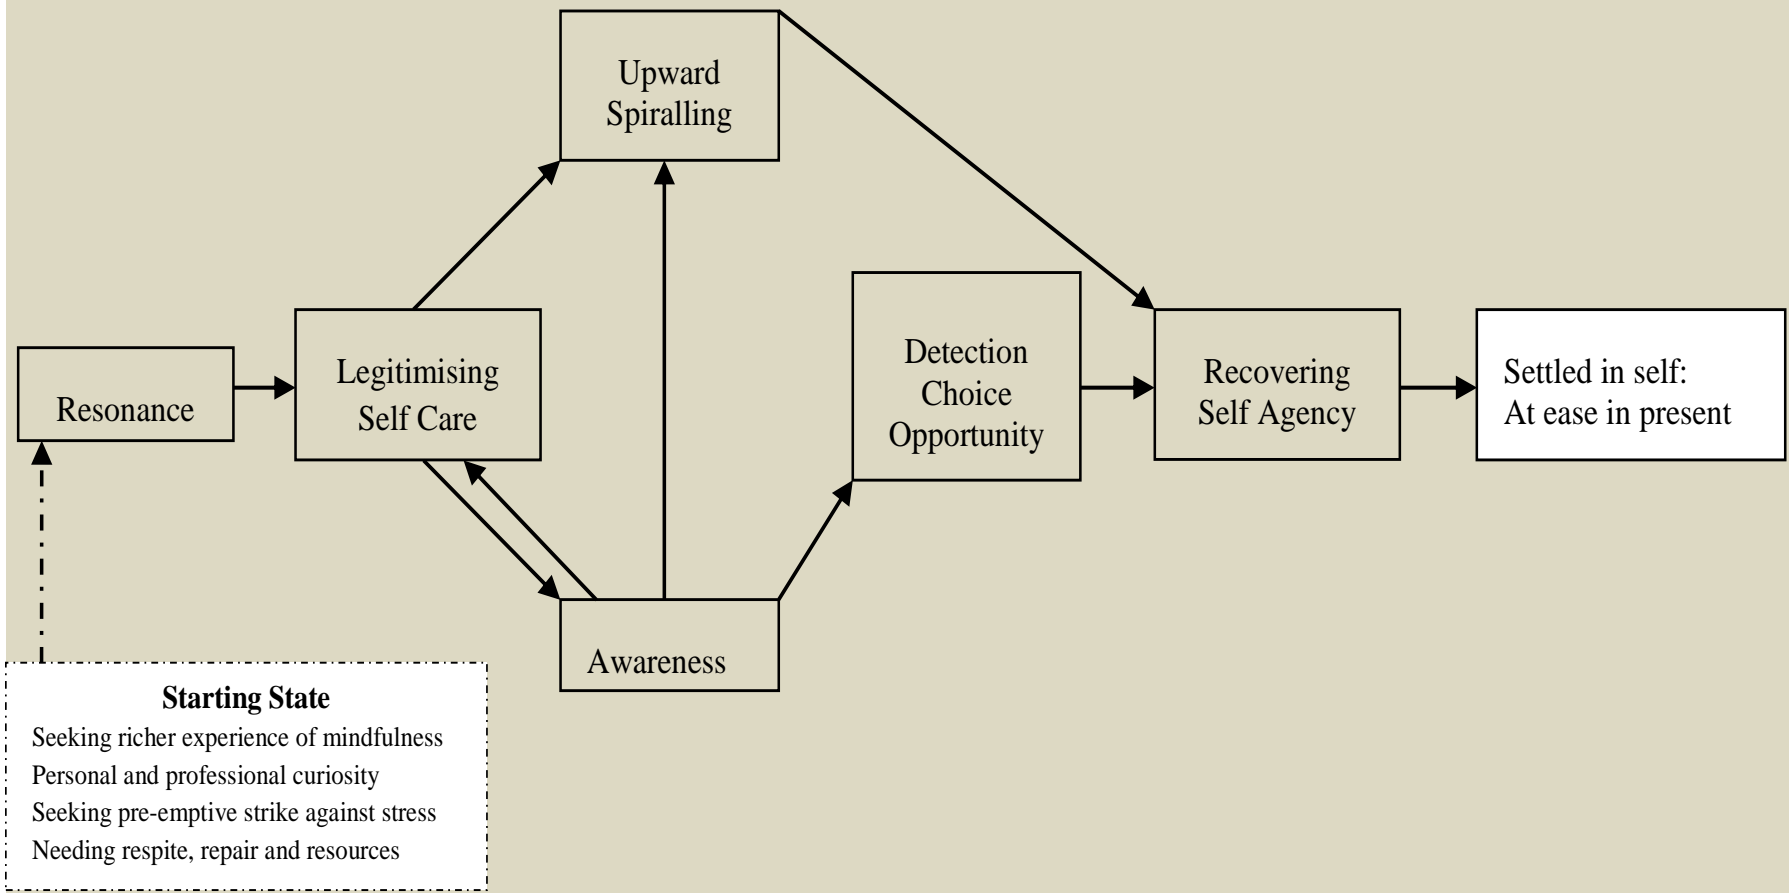 Upward
Spiralling
Legitimising
Self Care
Resonance
Detection
Choice
Opportunity
Recovering
Self Agency
Settled in self:
At ease in present
Awareness
Starting State
Seeking richer experience of mindfulness
Personal and professional curiosity
Seeking pre-emptive strike against stress
Needing respite, repair and resources